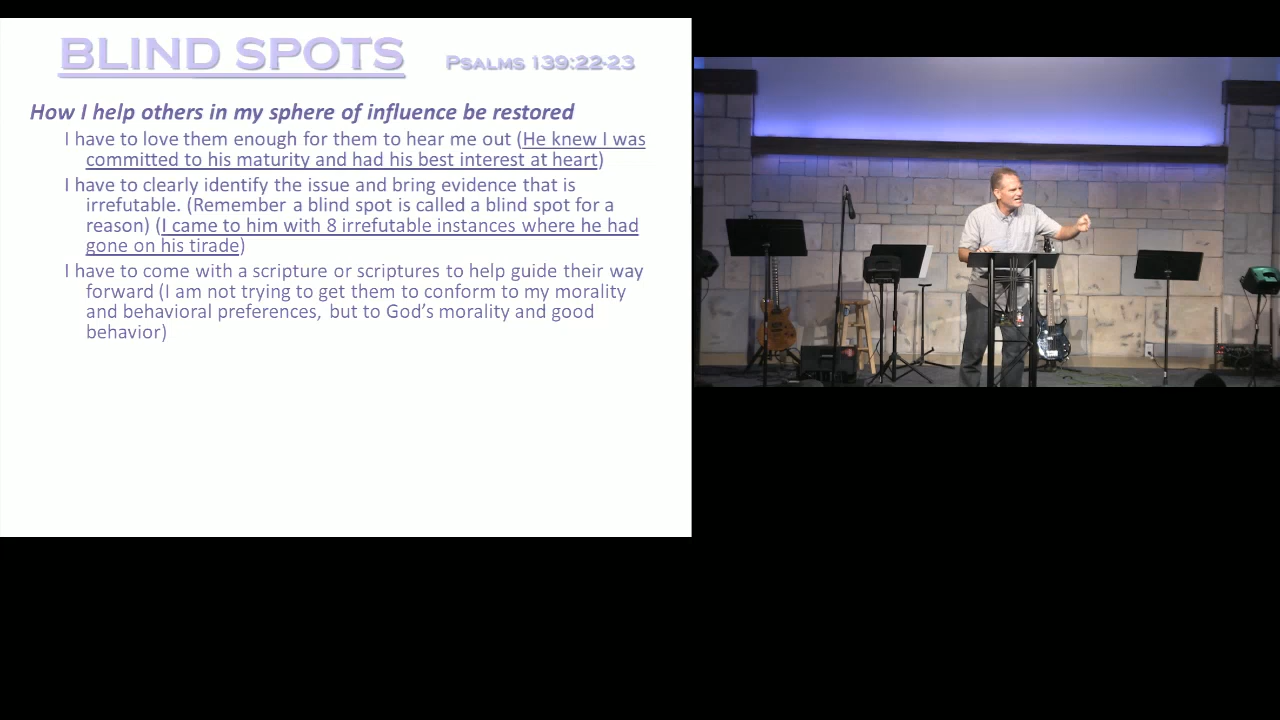 BLIND SPOTS Psalms 139:22-23
How I help others in my sphere of influence be restored
I have to love them enough for them to hear me out (He knew I was
committed to his maturity and had his best interest at heart)
I have to clearly identify the issue and bring evidence that is
irrefutable. (Remember a blind spot is called a blind spot for a
reason) (I came to him with 8 irrefutable instances where he had
gone on his tirade)
I have to come with a scripture or scriptures to help guide their way
forward (I am not trying to get them to conform to my morality
and behavioral preferences, but to God’s morality and good
behavior)